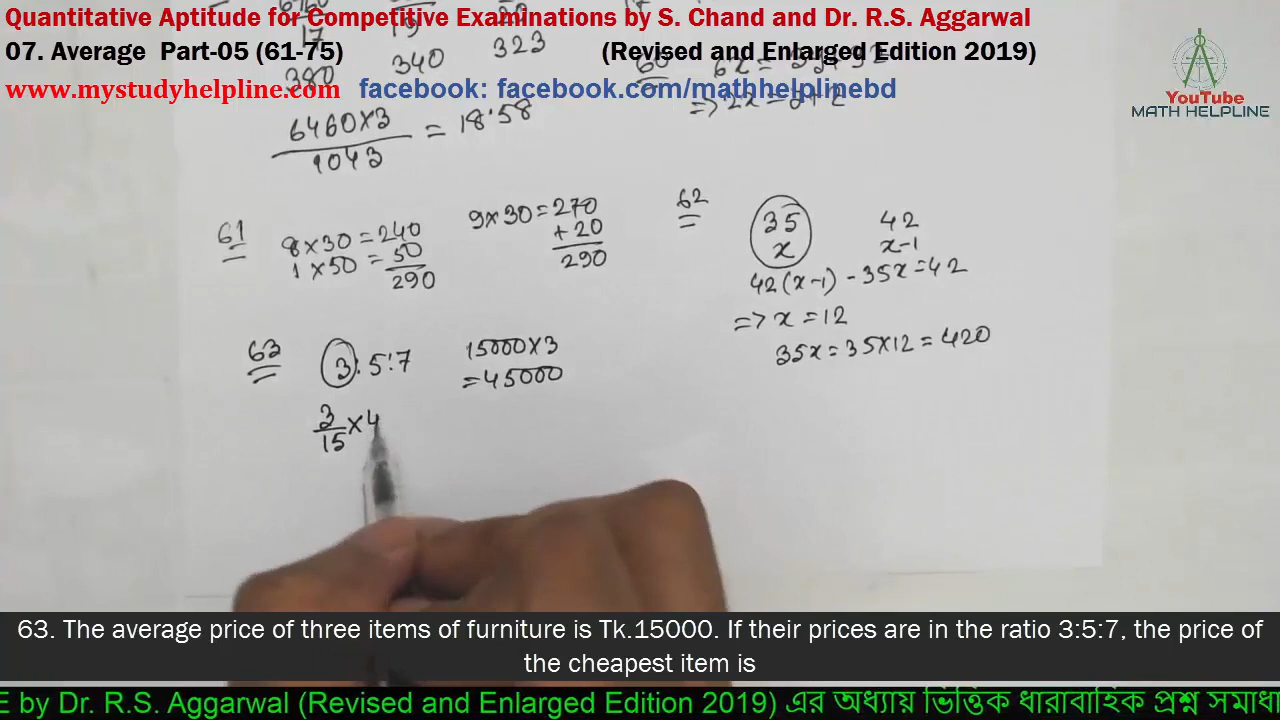 Quantitative Aptitude for Competitive Examinations by S. Chand and Dr. R.S. Aggarwal
07. Average Part-05 (61-75) (Revised and Enlarged Edition 2019)
www.mystudyhelpline.com facebook: facebook.com/mathhelplinebd
YouTube
MATH HELPLINE
17 19
380 340 323
6460×3
1043
= 18.58
60
61
8×30=240
1×50=50
290
9×30=270
+20
290
62
35 42
x x-1
42(x-1)-35x=42
=> x=12
35x=35×12=420
63
3:5:7
15000×3
=45000
3
15
×4
63. The average price of three items of furniture is Tk.15000. If their prices are in the ratio 3:5:7, the price of
the cheapest item is
E by Dr. R.S. Aggarwal (Revised and Enlarged Edition 2019) এর অধ্যায় ভিত্তিক ধারাবাহিক প্রশ্ন সমাধা